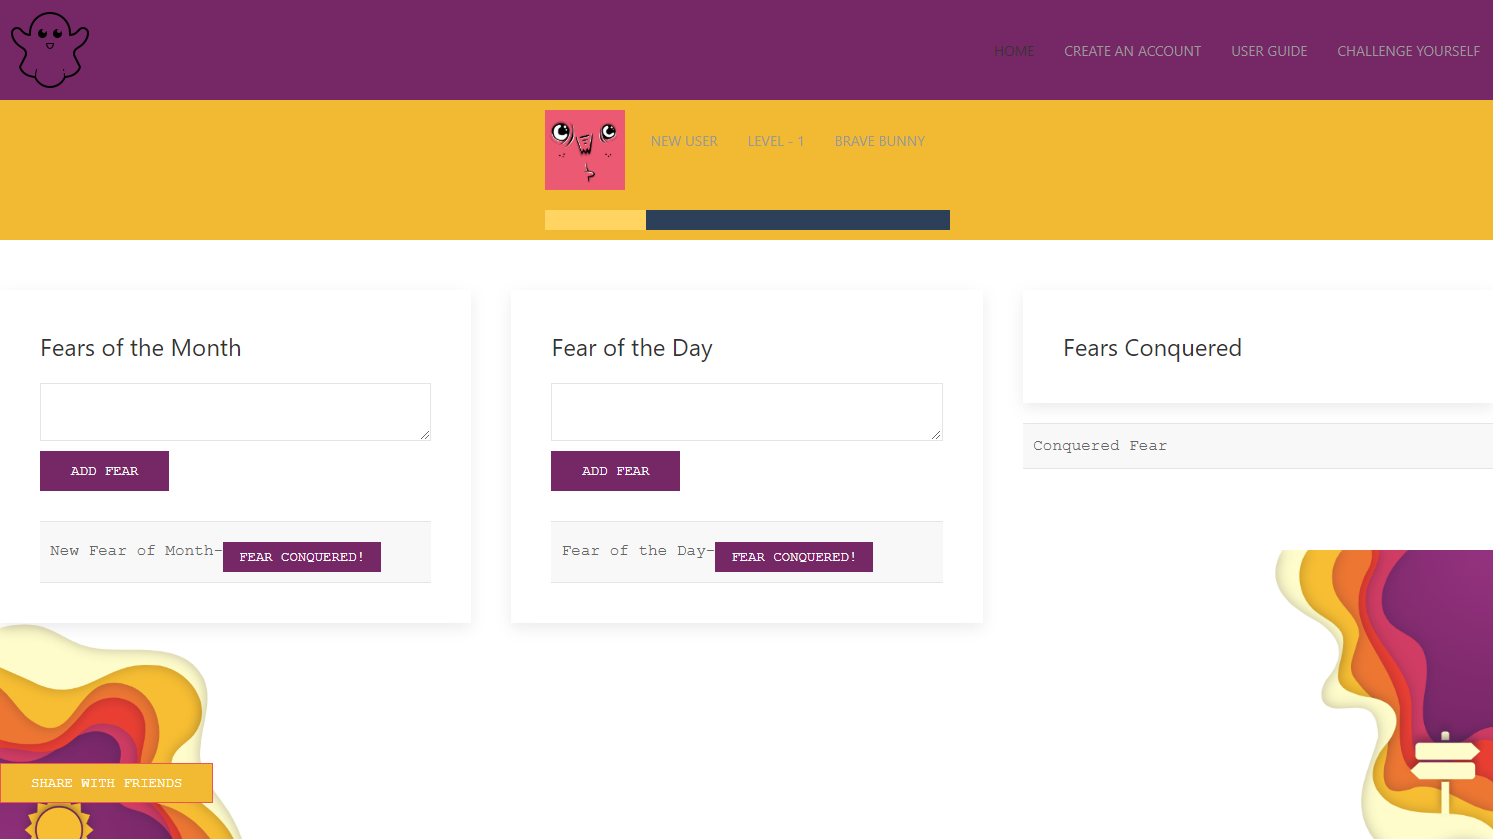 HOME
CREATE AN ACCOUNT
USER GUIDE
CHALLENGE YOURSELF
NEW USER
LEVEL - 1
BRAVE BUNNY
Fears of the Month
ADD FEAR
New Fear of Month-FEAR CONQUERED!
Fear of the Day
ADD FEAR
Fear of the Day-FEAR CONQUERED!
Fears Conquered
Conquered Fear
SHARE WITH FRIENDS